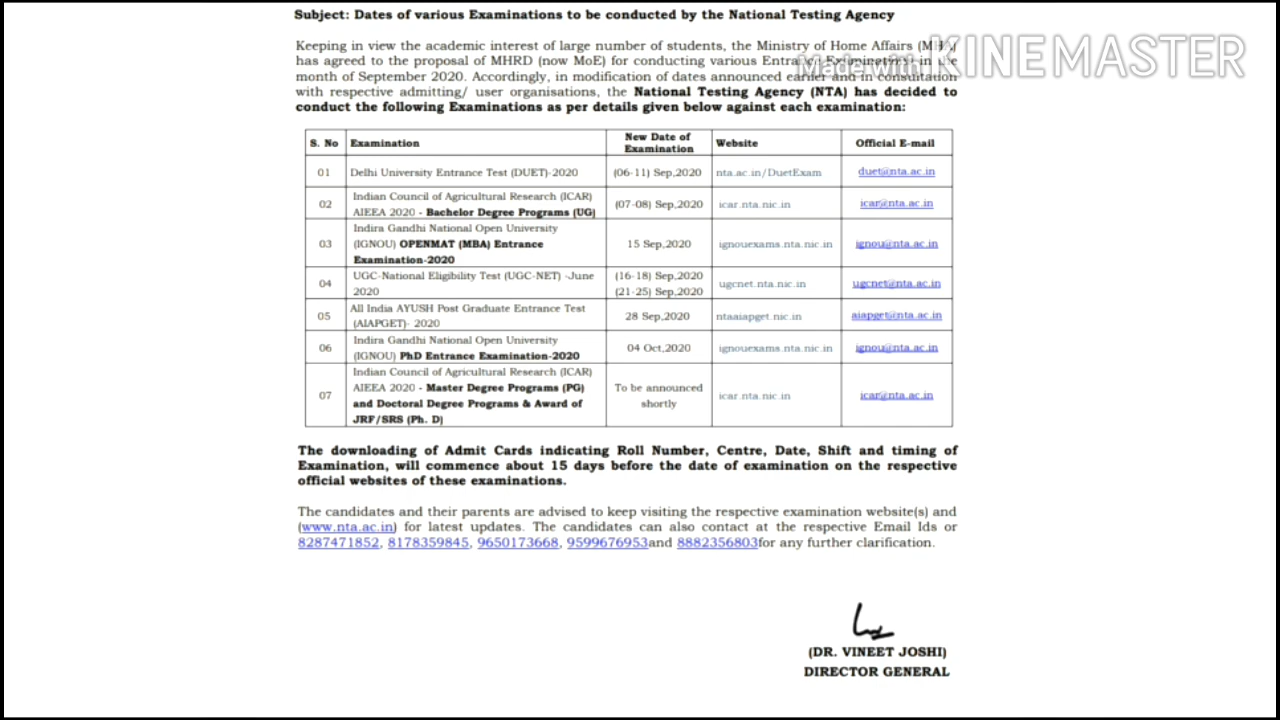 Subject: Dates of various Examinations to be conducted by the National Testing Agency
Keeping in view the academic interest of large number of students, the Ministry of Home Affairs (MHA)
has agreed to the proposal of MHRD (now MoE) for conducting various Entrance Examinations in the
month of September 2020. Accordingly, in modification of dates announced earlier and in consultation
with respective admitting/ user organisations, the National Testing Agency (NTA) has decided to
conduct the following Examinations as per details given below against each examination:
Made with KINEMASTER
S. No Examination New Date of Examination Website Official E-mail
01 Delhi University Entrance Test (DUET)-2020 (06-11) Sep,2020 nta.ac.in/DuetExam duet@nta.ac.in
02 Indian Council of Agricultural Research (ICAR)
AIEEA 2020 - Bachelor Degree Programs (UG) (07-08) Sep,2020 icar.nta.nic.in icar@nta.ac.in
03 Indira Gandhi National Open University
(IGNOU) OPENMAT (MBA) Entrance
Examination-2020 15 Sep,2020 ignouexams.nta.nic.in ignou@nta.ac.in
04 UGC-National Eligibility Test (UGC-NET) -June
2020 (16-18) Sep,2020
(21-25) Sep,2020 ugcnet.nta.nic.in ugcnet@nta.ac.in
05 All India AYUSH Post Graduate Entrance Test
(AIAPGET)- 2020 28 Sep,2020 ntaaiapget.nic.in aiapget@nta.ac.in
06 Indira Gandhi National Open University
(IGNOU) PhD Entrance Examination-2020 04 Oct,2020 ignouexams.nta.nic.in ignou@nta.ac.in
07 Indian Council of Agricultural Research (ICAR)
AIEEA 2020 - Master Degree Programs (PG)
and Doctoral Degree Programs & Award of
JRF/SRS (Ph. D) To be announced
shortly icar.nta.nic.in icar@nta.ac.in
The downloading of Admit Cards indicating Roll Number, Centre, Date, Shift and timing of
Examination, will commence about 15 days before the date of examination on the respective
official websites of these examinations.
The candidates and their parents are advised to keep visiting the respective examination website(s) and
(www.nta.ac.in) for latest updates. The candidates can also contact at the respective Email Ids or
8287471852, 8178359845, 9650173668, 9599676953and 8882356803for any further clarification.
(DR. VINEET JOSHI)
DIRECTOR GENERAL